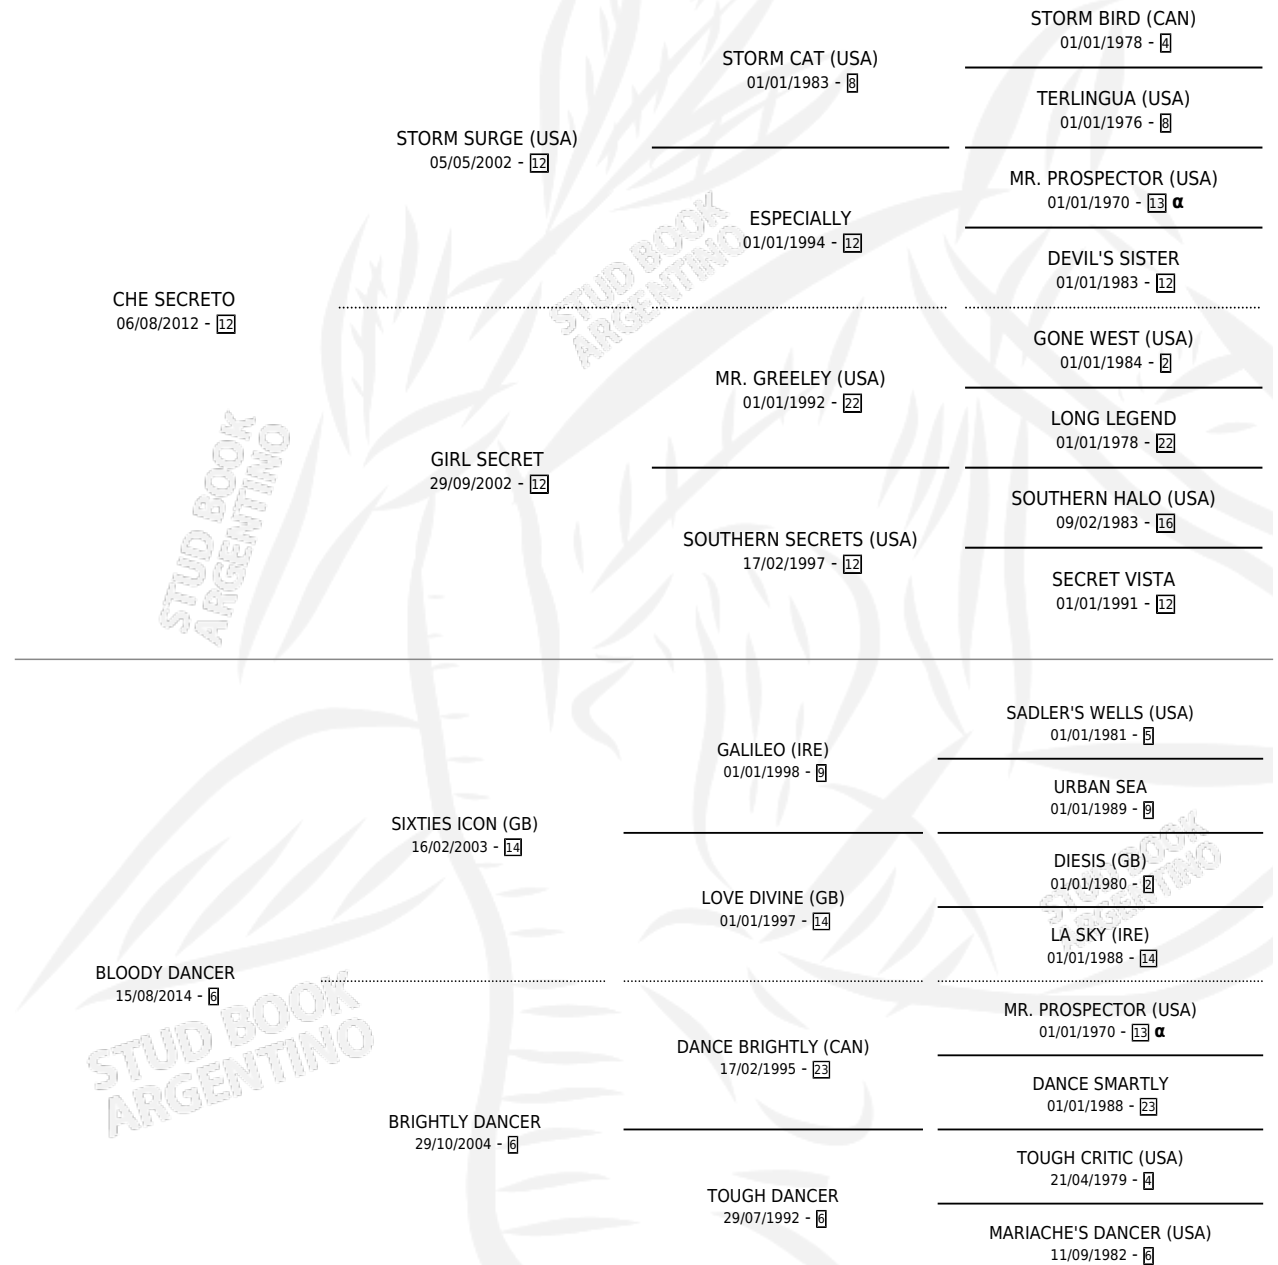 STORM BIRD (CAN)
01/01/1978 - 4
STORM CAT (USA)
01/01/1983 - 8
TERLINGUA (USA)
01/01/1976 - 8
STORM SURGE (USA)
05/05/2002 - 12
MR. PROSPECTOR (USA)
01/01/1970 - 13 α
ESPECIALLY
01/01/1994 - 12
DEVIL'S SISTER
01/01/1983 - 12
CHE SECRETO
06/08/2012 - 12
GONE WEST (USA)
01/01/1984 - 2
MR. GREELEY (USA)
01/01/1992 - 22
LONG LEGEND
01/01/1978 - 22
GIRL SECRET
29/09/2002 - 12
SOUTHERN HALO (USA)
09/02/1983 - 16
SOUTHERN SECRETS (USA)
17/02/1997 - 12
SECRET VISTA
01/01/1991 - 12
SADLER'S WELLS (USA)
01/01/1981 - 5
GALILEO (IRE)
01/01/1998 - 9
URBAN SEA
01/01/1989 - 9
SIXTIES ICON (GB)
16/02/2003 - 14
DIESIS (GB)
01/01/1980 - 2
LOVE DIVINE (GB)
01/01/1997 - 14
LA SKY (IRE)
01/01/1988 - 14
BLOODY DANCER
15/08/2014 - 6
MR. PROSPECTOR (USA)
01/01/1970 - 13 α
DANCE BRIGHTLY (CAN)
17/02/1995 - 23
DANCE SMARTLY
01/01/1988 - 23
BRIGHTLY DANCER
29/10/2004 - 6
TOUGH CRITIC (USA)
21/04/1979 - 4
TOUGH DANCER
29/07/1992 - 6
MARIACHE'S DANCER (USA)
11/09/1982 - 6
STUD BOOK
ARGENTINO
STUD BOOK
ARGENTINO
STUD BOOK
ARGENTINO
STUD BOOK
ARGENTINO